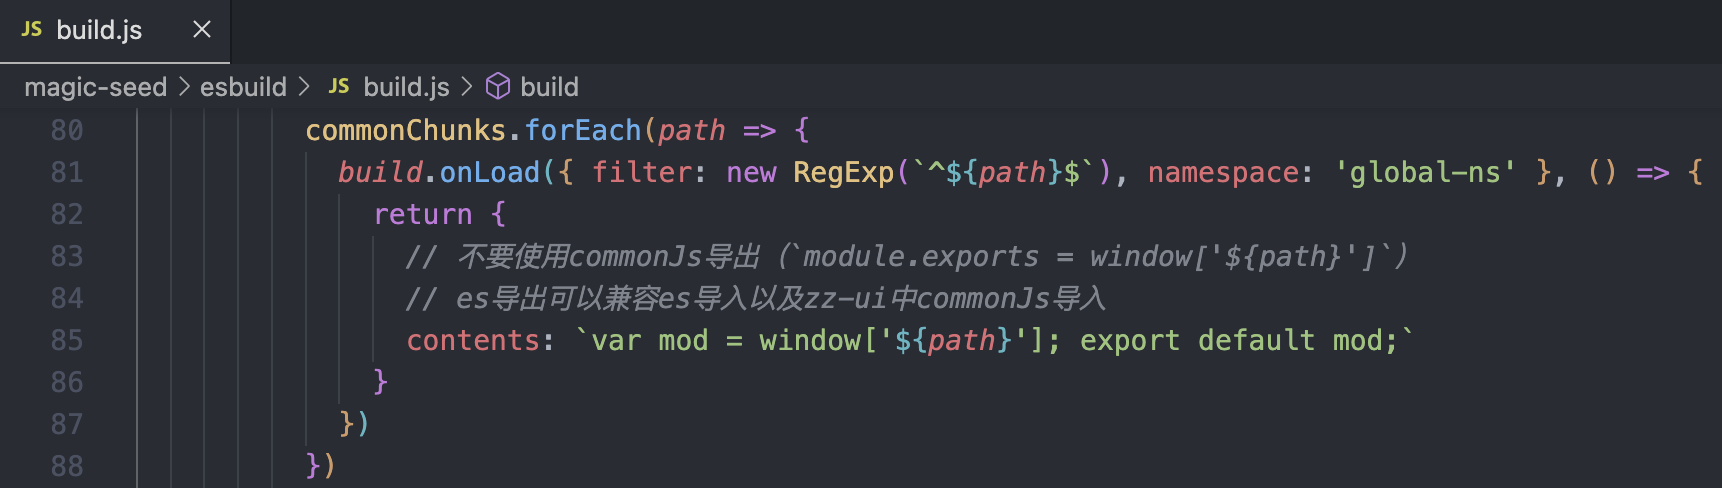 JS build.js ×
magic-seed > esbuild > JS build.js > build
80 commonChunks.forEach(path => {
81 build.onLoad({ filter: new RegExp(`^${path}$`), namespace: 'global-ns' }, () => {
82 return {
83 // 不要使用commonJs导出（`module.exports = window['${path}']`）
84 // es导出可以兼容es导入以及zz-ui中commonJs导入
85 contents: `var mod = window['${path}']; export default mod;`
86 }
87 })
88 })